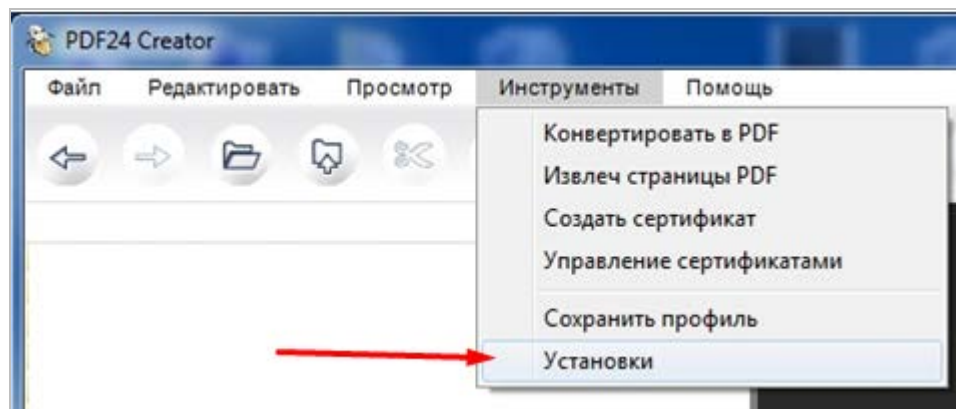 PDF24 Creator
Файл Редактировать Просмотр Инструменты Помощь
Конвертировать в PDF
Извлеч страницы PDF
Создать сертификат
Управление сертификатами
Сохранить профиль
Установки